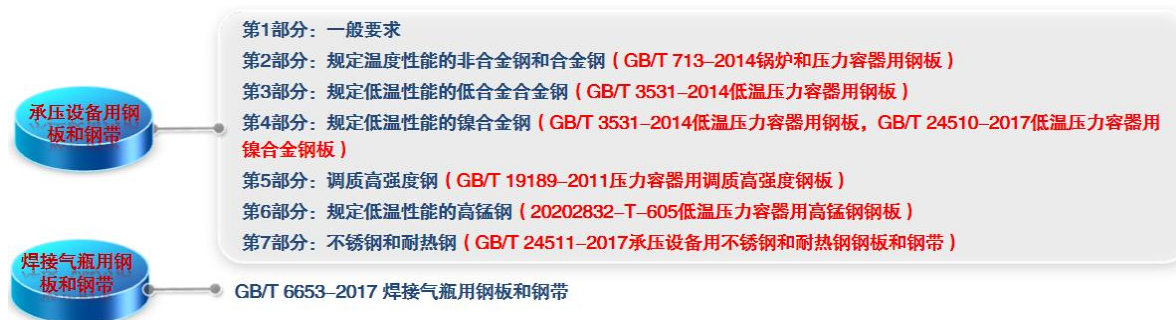 第1部分：一般要求
第2部分：规定温度性能的非合金钢和合金钢（GB/T 713-2014锅炉和压力容器用钢板）
第3部分：规定低温性能的低合金合金钢（GB/T 3531-2014低温压力容器用钢板）
承压设备用钢
板和钢带
第4部分：规定低温性能的镍合金钢（GB/T 3531-2014低温压力容器用钢板，GB/T 24510-2017低温压力容器用
镍合金钢板）
第5部分：调质高强度钢（GB/T 19189-2011压力容器用调质高强度钢板）
第6部分：规定低温性能的高锰钢（20202832-T-605低温压力容器用高锰钢钢板）
第7部分：不锈钢和耐热钢（GB/T 24511-2017承压设备用不锈钢和耐热钢钢板和钢带）
焊接气瓶用钢
板和钢带
GB/T 6653-2017 焊接气瓶用钢板和钢带